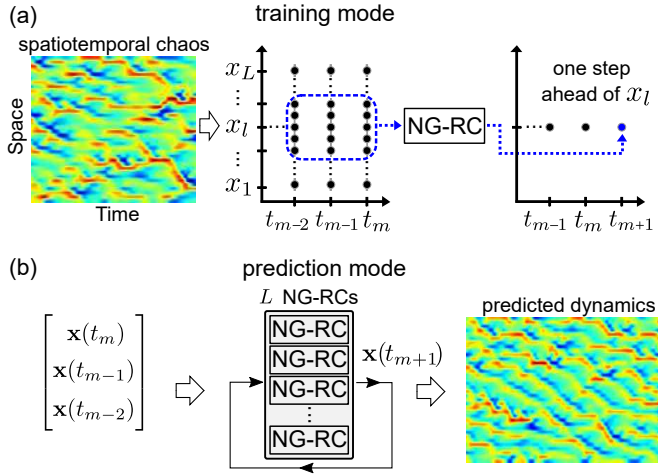 (a)
training mode
spatiotemporal chaos
Space
Time
x_L
⋮
x_l
⋮
x_1
t_{m-2} t_{m-1} t_m
NG-RC
one step
ahead of x_l
t_{m-1} t_m t_{m+1}
(b)
prediction mode
x(t_m)
x(t_{m-1})
x(t_{m-2})
L NG-RCs
NG-RC
NG-RC
NG-RC
⋮
NG-RC
x(t_{m+1})
predicted dynamics